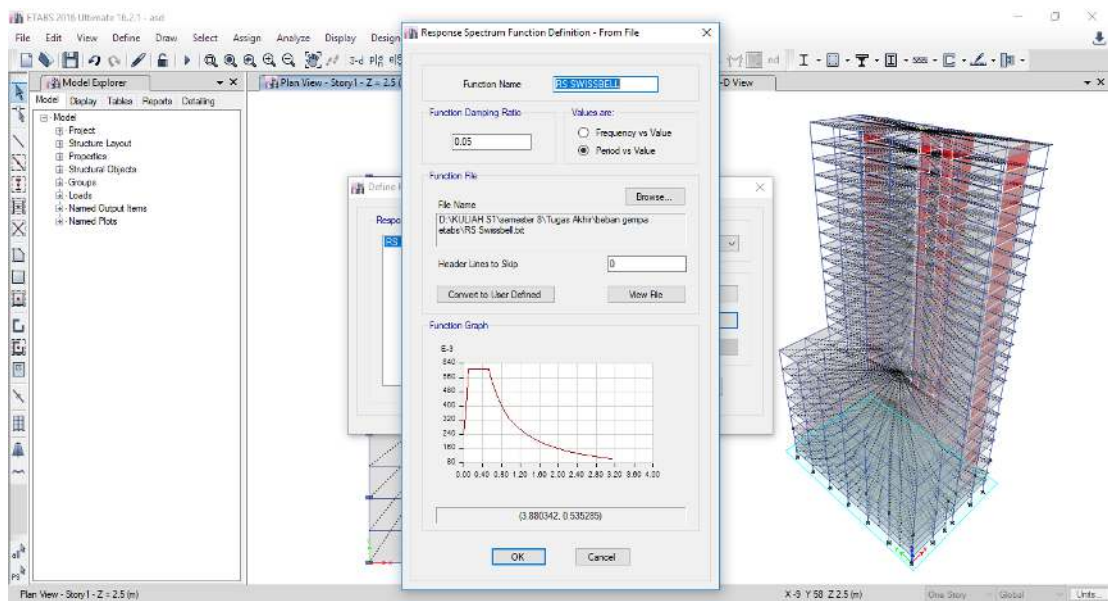 ETABS 2016 Ultimate 16.2.1 - asd
File Edit View Define Draw Select Assign Analyze Display Design
Response Spectrum Function Definition - From File
3-d
nd
Model Explorer
Plan View - Story1 - Z = 2.5 (
-D View
Model Display Tables Reports Detailing
Model
Project
Structure Layout
Properties
Structural Objects
Groups
Loads
Named Output Items
Named Plots
Function Name
RS SWISSBELL
Function Damping Ratio
0.05
Values are:
Frequency vs Value
Period vs Value
Define
Respo
RS
Function File
Browse...
File Name
D:\KULIAH S1\semester 8\Tugas Akhir\beban gempa
etabs\RS Swissbell.txt
Header Lines to Skip
0
Convert to User Defined
View File
Function Graph
E-3
640
560
480
400
320
240
160
80
0.00 0.40 0.80 1.20 1.60 2.00 2.40 2.80 3.20 3.60 4.00
(3.880342, 0.535285)
OK
Cancel
Plan View - Story1 - Z = 2.5 (m)
X -9 Y 58 Z 2.5 (m)
One Story
Global
Units...